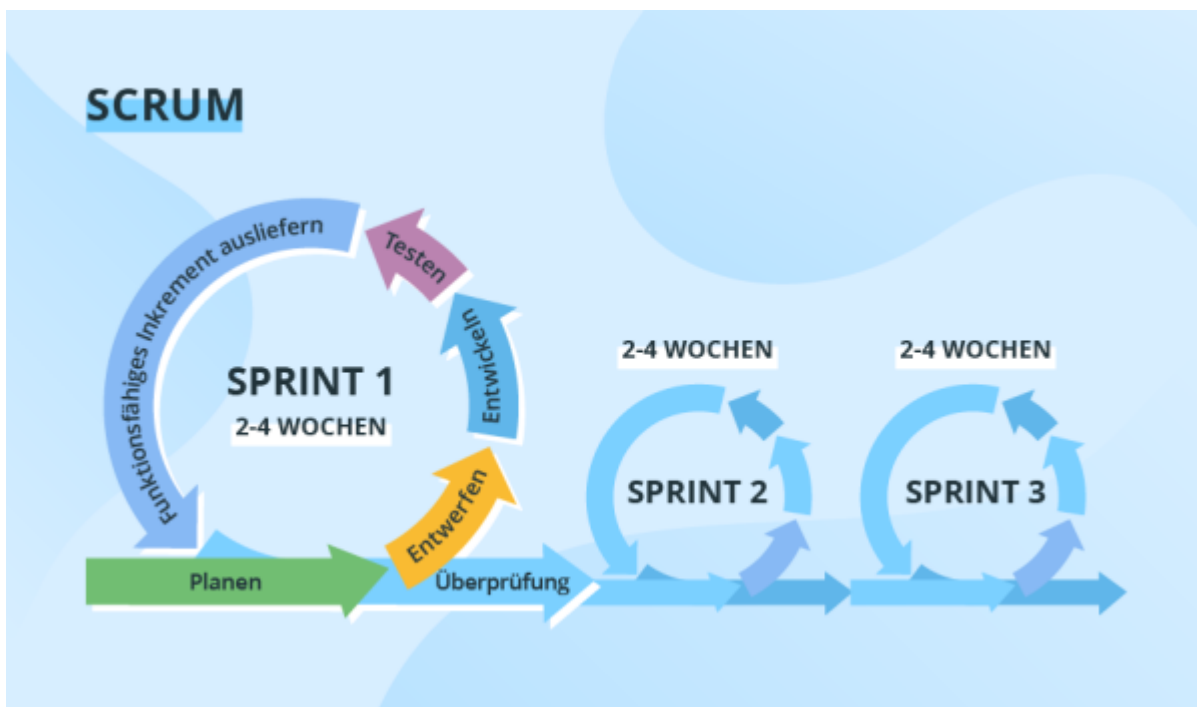 SCRUM
Funktionsfähiges Inkrement ausliefern
Testen
Entwickeln
SPRINT 1
2-4 WOCHEN
Entwerfen
Planen
Überprüfung
2-4 WOCHEN
SPRINT 2
2-4 WOCHEN
SPRINT 3